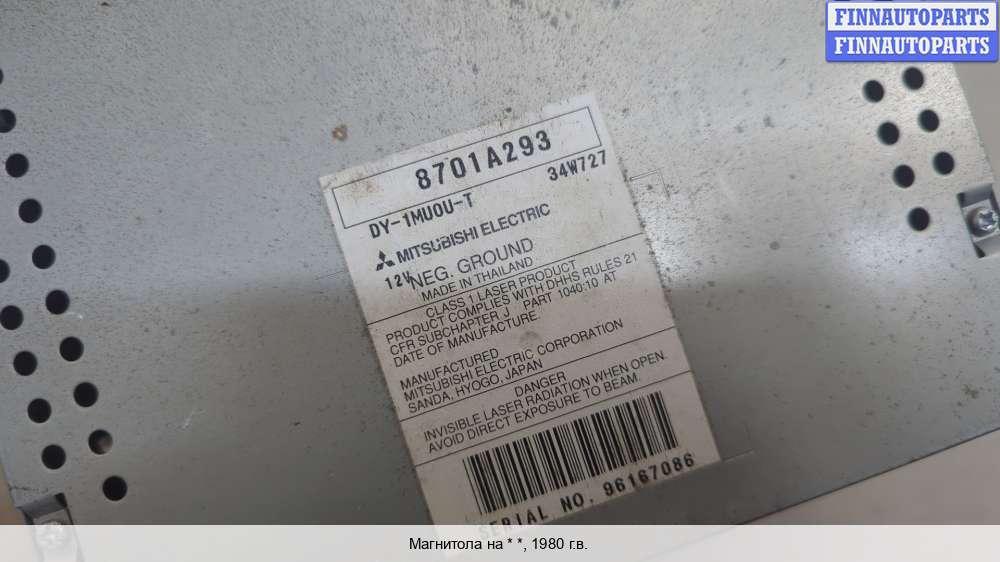 FINNAUTOPARTS
FINNAUTOPARTS
8701A293
DY-1MU0U-T 34W727
MITSUBISHI ELECTRIC
12V NEG. GROUND
MADE IN THAILAND
CLASS 1 LASER PRODUCT
PRODUCT COMPLIES WITH DHHS RULES 21
CFR SUBCHAPTER J PART 1040:10 AT
DATE OF MANUFACTURE.
MANUFACTURED
MITSUBISHI ELECTRIC CORPORATION
SANDA, HYOGO, JAPAN
DANGER
INVISIBLE LASER RADIATION WHEN OPEN.
AVOID DIRECT EXPOSURE TO BEAM.
SERIAL NO. 96167086
Магнитола на * *, 1980 г.в.